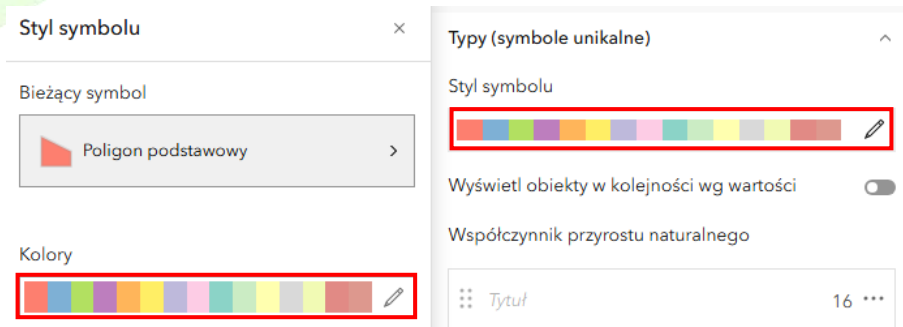 Styl symbolu
Bieżący symbol
Poligon podstawowy
Kolory
Typy (symbole unikalne)
Styl symbolu
Wyświetl obiekty w kolejności wg wartości
Współczynnik przyrostu naturalnego
Tytuł 16